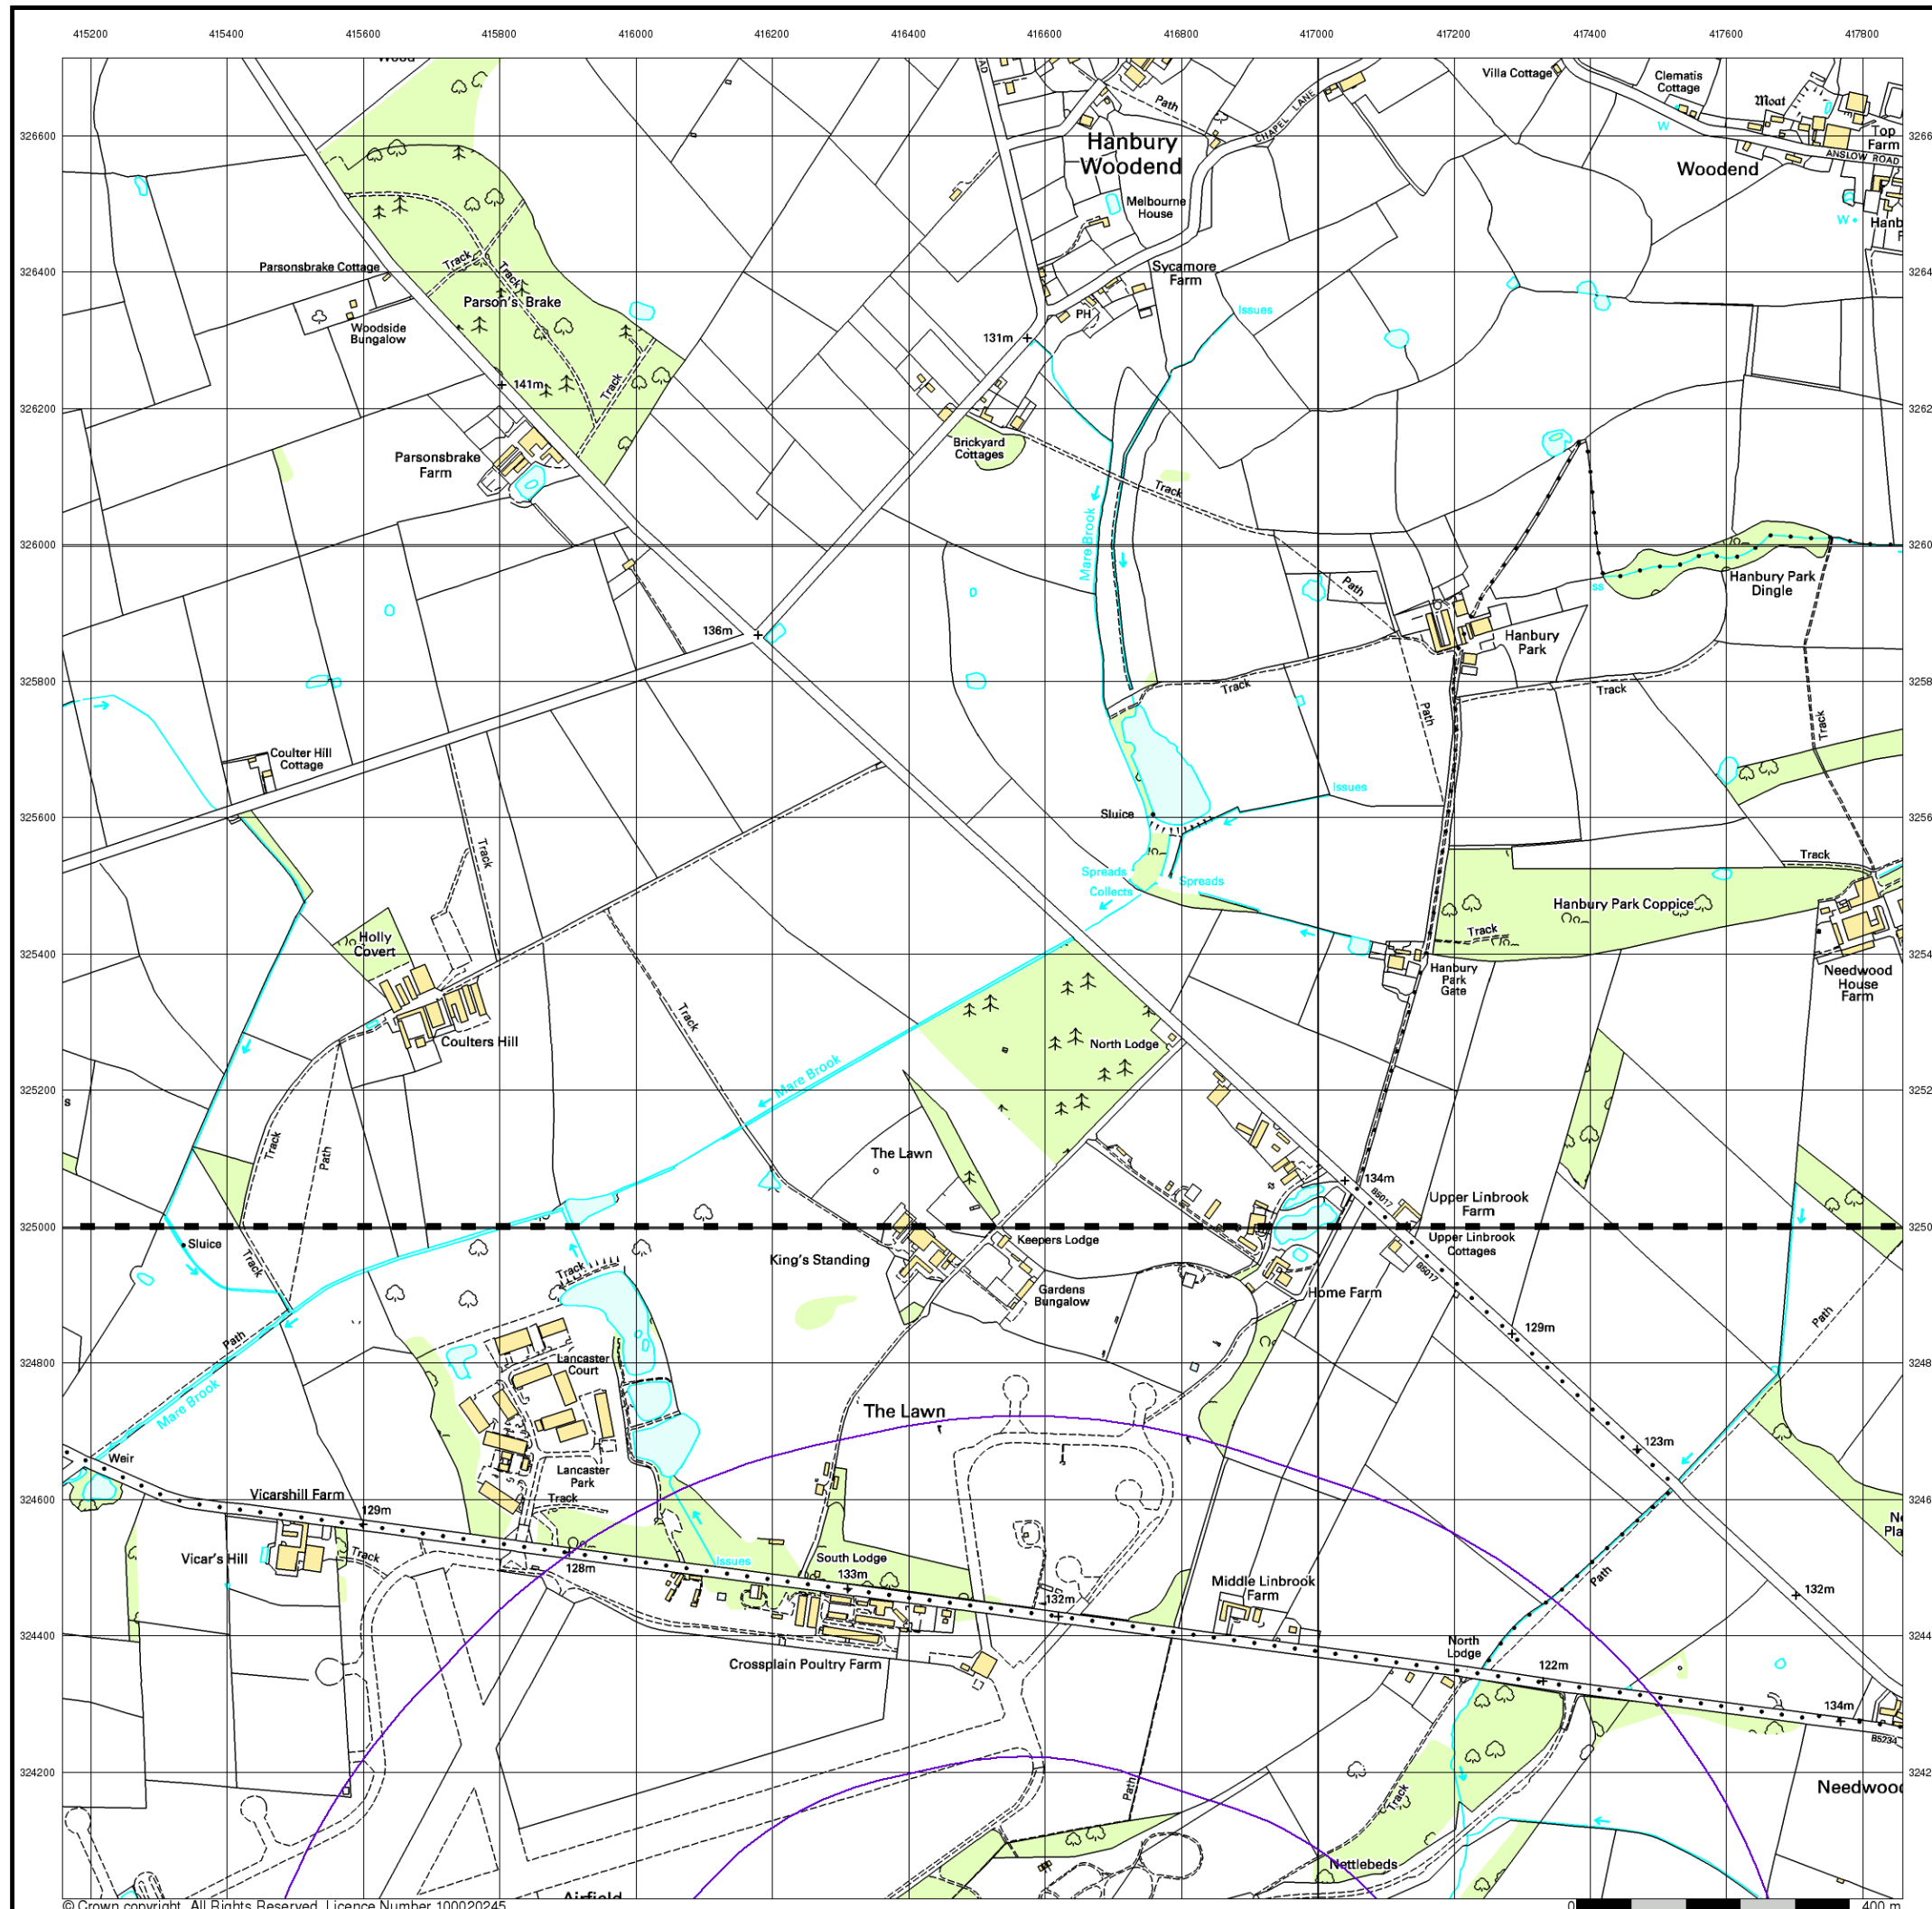 415200 415400 415600 415800 416000 416200 416400 416600 416800 417000 417200 417400 417600 417800
Villa Cottage
Clematis
Cottage
Moat
Path
CHAPEL LANE
Top
Farm
326600
Hanbury
Woodend
W
Woodend
ANSLOW ROAD
Melbourne
House
W
Parsonsbrake Cottage
Track
Track
326400
Sycamore
Farm
Parson's Brake
Issues
PH
Woodside
Bungalow
131m
141m
Track
326200
Brickyard
Cottages
Parsonsbrake
Farm
Track
Mare Brook
326000
Path
Hanbury Park
Dingle
136m
Hanbury
Park
325800
Track
Track
Path
Track
Coulter Hill
Cottage
Issues
325600
Sluice
Track
Track
Spreads
Collects
Spreads
Hanbury Park Coppice
Holly
Covert
Track
325400
Hanbury
Park
Gate
Needwood
House
Farm
Track
Coulters Hill
North Lodge
Mare Brook
325200
s
Track
Path
The Lawn
134m
B5017
Upper Linbrook
Farm
325000
Sluice
Keepers Lodge
Upper Linbrook
Cottages
King's Standing
Track
Track
B5017
Gardens
Bungalow
Home Farm
129m
Path
Path
324800
Lancaster
Court
Mare Brook
The Lawn
123m
Weir
Lancaster
Park
Vicarshill Farm
Track
324600
129m
Vicar's Hill
Track
Issues
128m
South Lodge
133m
Middle Linbrook
Farm
Path
132m
132m
324400
Crossplain Poultry Farm
North
Lodge
122m
134m
B5234
324200
Path
Track
Needwood
Nettlebeds
Airfield
© Crown copyright. All Rights Reserved. Licence Number 100020245
0 400 m